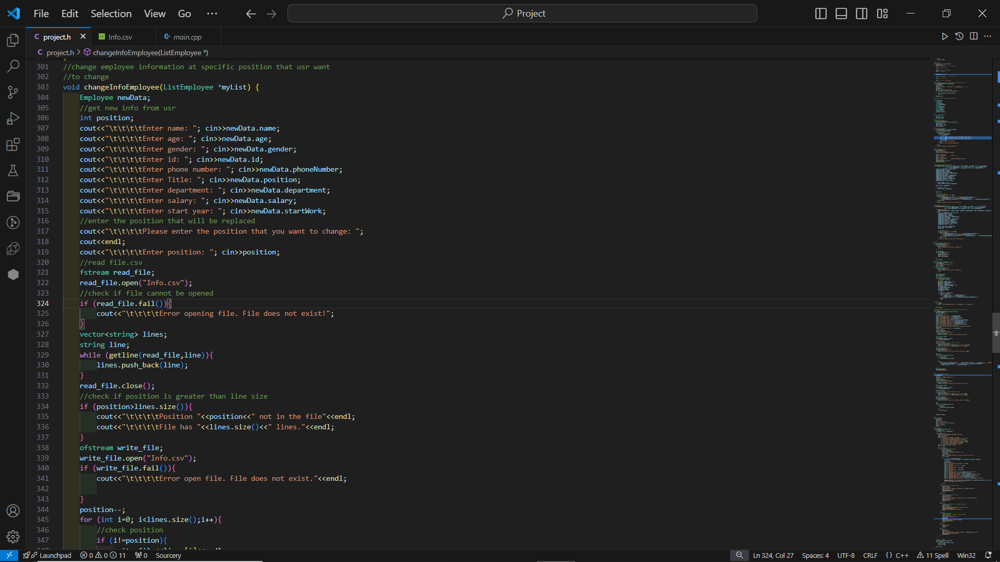 File Edit Selection View Go ··· Project
project.h Info.csv main.cpp
project.h > changeInfoEmployee(ListEmployee *)
301 //change employee information at specific position that usr want
302 //to change
303 void changeInfoEmployee(ListEmployee *myList) {
304 Employee newData;
305 //get new info from usr
306 int position;
307 cout<<"\t\t\t\tEnter name: "; cin>>newData.name;
308 cout<<"\t\t\t\tEnter age: "; cin>>newData.age;
309 cout<<"\t\t\t\tEnter gender: "; cin>>newData.gender;
310 cout<<"\t\t\t\tEnter id: "; cin>>newData.id;
311 cout<<"\t\t\t\tEnter phone number: "; cin>>newData.phoneNumber;
312 cout<<"\t\t\t\tEnter Title: "; cin>>newData.position;
313 cout<<"\t\t\t\tEnter department: "; cin>>newData.department;
314 cout<<"\t\t\t\tEnter salary: "; cin>>newData.salary;
315 cout<<"\t\t\t\tEnter start year: "; cin>>newData.startWork;
316 //enter the position that will be replaced
317 cout<<"\t\t\t\tPlease enter the position that you want to change: ";
318 cout<<endl;
319 cout<<"\t\t\t\tEnter position: "; cin>>position;
320 //read file.csv
321 fstream read_file;
322 read_file.open("Info.csv");
323 //check if file cannot be opened
324 if (read_file.fail()){
325 cout<<"\t\t\t\tError opening file. File does not exist!";
326 }
327 vector<string> lines;
328 string line;
329 while (getline(read_file,line)){
330 lines.push_back(line);
331 }
332 read_file.close();
333 //check if position is greater than line size
334 if (position>lines.size()){
335 cout<<"\t\t\t\tPosition "<<position<<" not in the file"<<endl;
336 cout<<"\t\t\t\tFile has "<<lines.size()<<" lines."<<endl;
337 }
338 ofstream write_file;
339 write_file.open("Info.csv");
340 if (write_file.fail()){
341 cout<<"\t\t\t\tError open file. File does not exist."<<endl;
342
343 }
344 position--;
345 for (int i=0; i<lines.size();i++){
346 //check position
347 if (i!=position){
Launchpad 0 0 11 0 Sourcery Ln 324, Col 27 Spaces: 4 UTF-8 CRLF {} C++ 11 Spell Win32